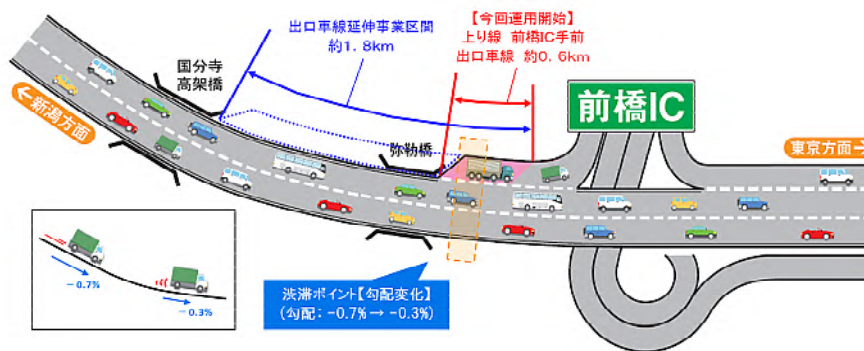 出口車線延伸事業区間
約1.8km
【今回運用開始】
上り線 前橋IC手前
出口車線 約0.6km
国分寺
高架橋
前橋IC
←新潟方面
弥勒橋
東京方面→
渋滞ポイント【勾配変化】
(勾配:-0.7%→-0.3%)
-0.7%
-0.3%